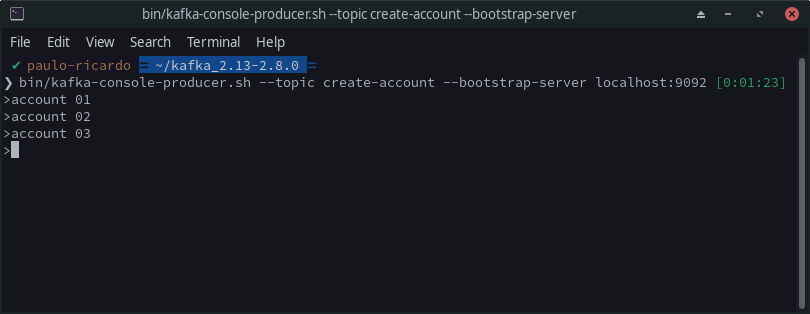 bin/kafka-console-producer.sh --topic create-account --bootstrap-server
File Edit View Search Terminal Help
✔ paulo-ricardo ~/kafka_2.13-2.8.0
❯ bin/kafka-console-producer.sh --topic create-account --bootstrap-server localhost:9092 [0:01:23]
>account 01
>account 02
>account 03
>